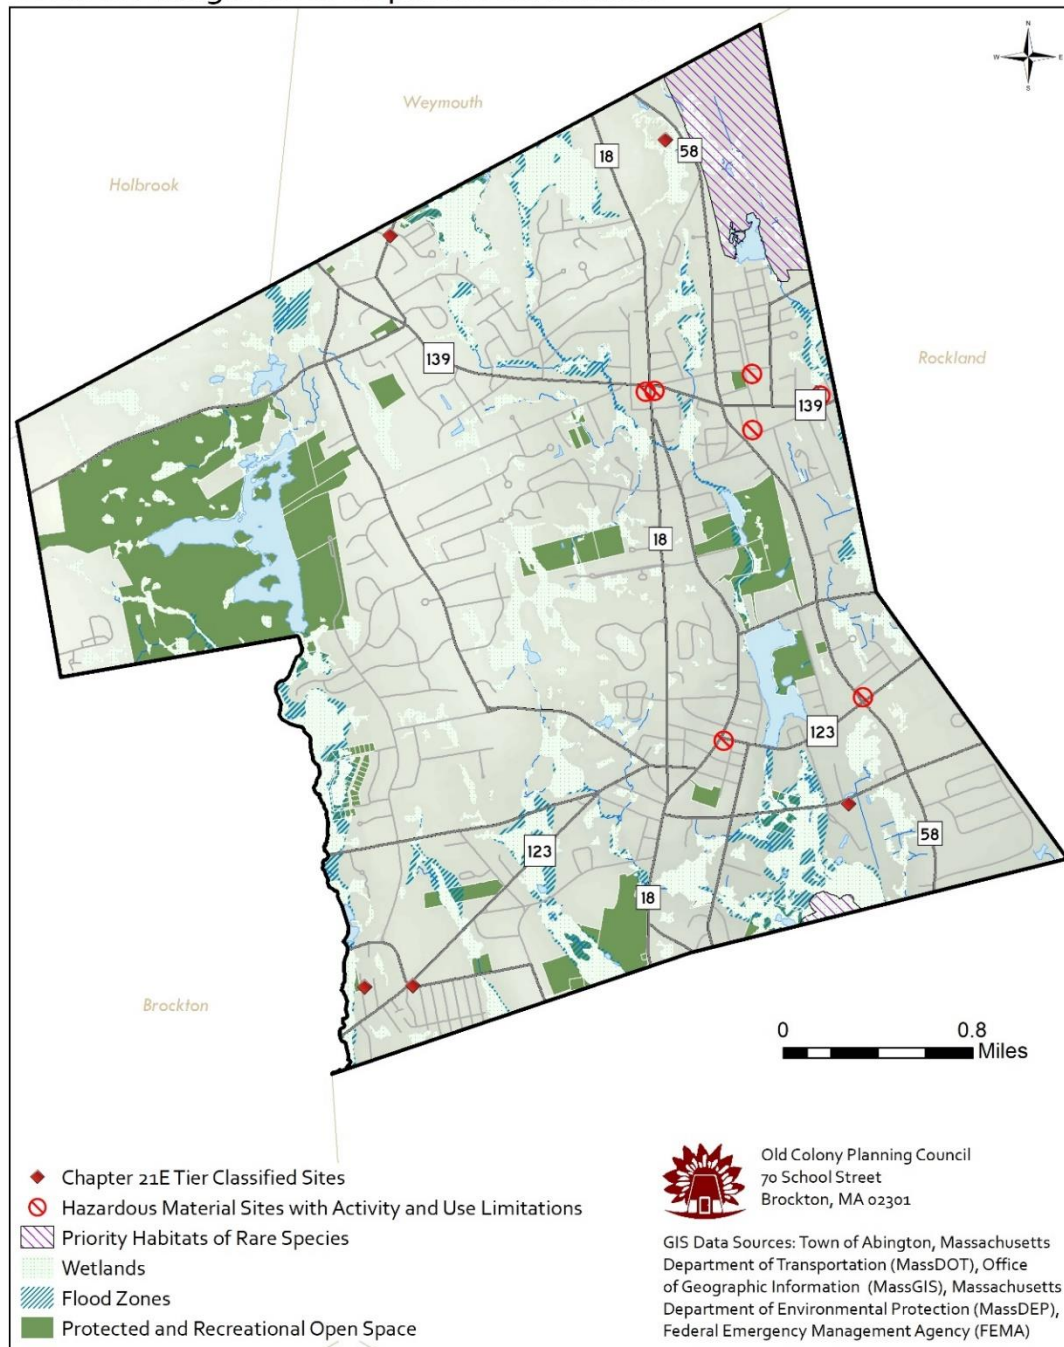 N
W E
S
Weymouth
18
58
Holbrook
139
Rockland
139
18
123
58
123
18
Brockton
0 0.8
Miles
Chapter 21E Tier Classified Sites
Hazardous Material Sites with Activity and Use Limitations
Priority Habitats of Rare Species
Wetlands
Flood Zones
Protected and Recreational Open Space
Old Colony Planning Council
70 School Street
Brockton, MA 02301
GIS Data Sources: Town of Abington, Massachusetts
Department of Transportation (MassDOT), Office
of Geographic Information (MassGIS), Massachusetts
Department of Environmental Protection (MassDEP),
Federal Emergency Management Agency (FEMA)